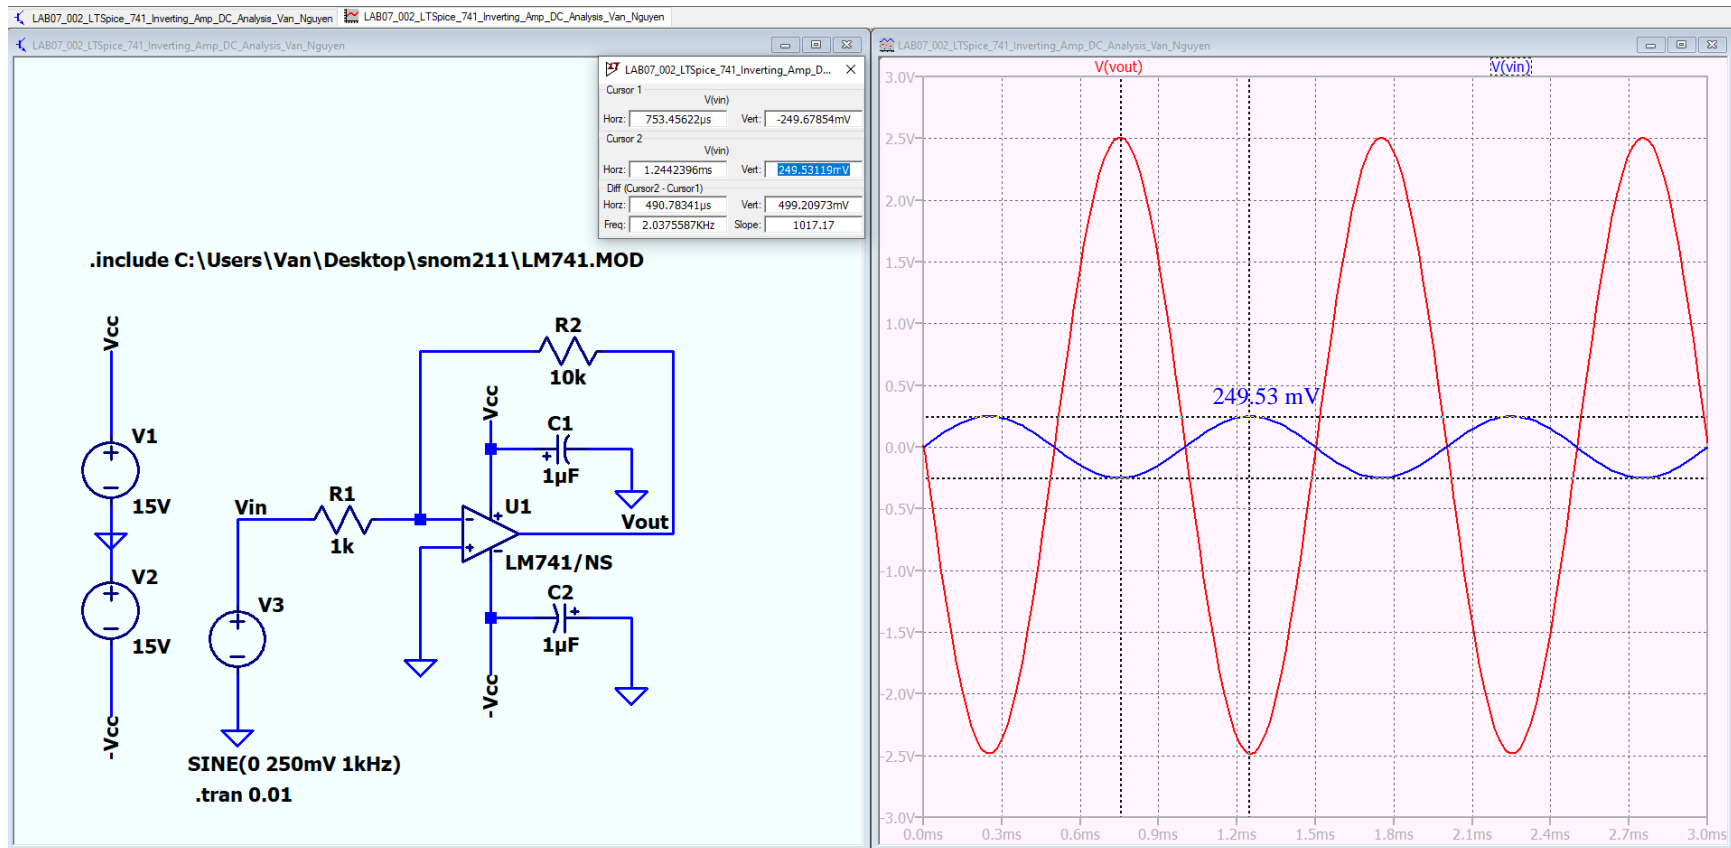 LAB07_002_LTSpice_741_Inverting_Amp_DC_Analysis_Van_Nguyen
LAB07_002_LTSpice_741_Inverting_Amp_DC_Analysis_Van_Nguyen
LAB07_002_LTSpice_741_Inverting_Amp_DC_Analysis_Van_Nguyen
LAB07_002_LTSpice_741_Inverting_Amp_D...
Cursor 1
V(vin)
Horz: 753.45622µs Vert: -249.67854mV
Cursor 2
V(vin)
Horz: 1.2442396ms Vert: 249.53119mV
Diff (Cursor2 - Cursor1)
Horz: 490.78341µs Vert: 499.20973mV
Freq: 2.0375587KHz Slope: 1017.17
.include C:\Users\Van\Desktop\snom211\LM741.MOD
Vcc
V1
+
−
15V
V2
+
−
15V
-Vcc
Vin
V3
+
−
SINE(0 250mV 1kHz)
.tran 0.01
R1
1k
R2
10k
Vcc
C1
+
1µF
U1
−
+
+
−
LM741/NS
Vout
C2
+
1µF
-Vcc
LAB07_002_LTSpice_741_Inverting_Amp_DC_Analysis_Van_Nguyen
V(vout) V(vin)
3.0V
2.5V
2.0V
1.5V
1.0V
0.5V
249.53 mV
0.0V
-0.5V
-1.0V
-1.5V
-2.0V
-2.5V
-3.0V
0.0ms 0.3ms 0.6ms 0.9ms 1.2ms 1.5ms 1.8ms 2.1ms 2.4ms 2.7ms 3.0ms